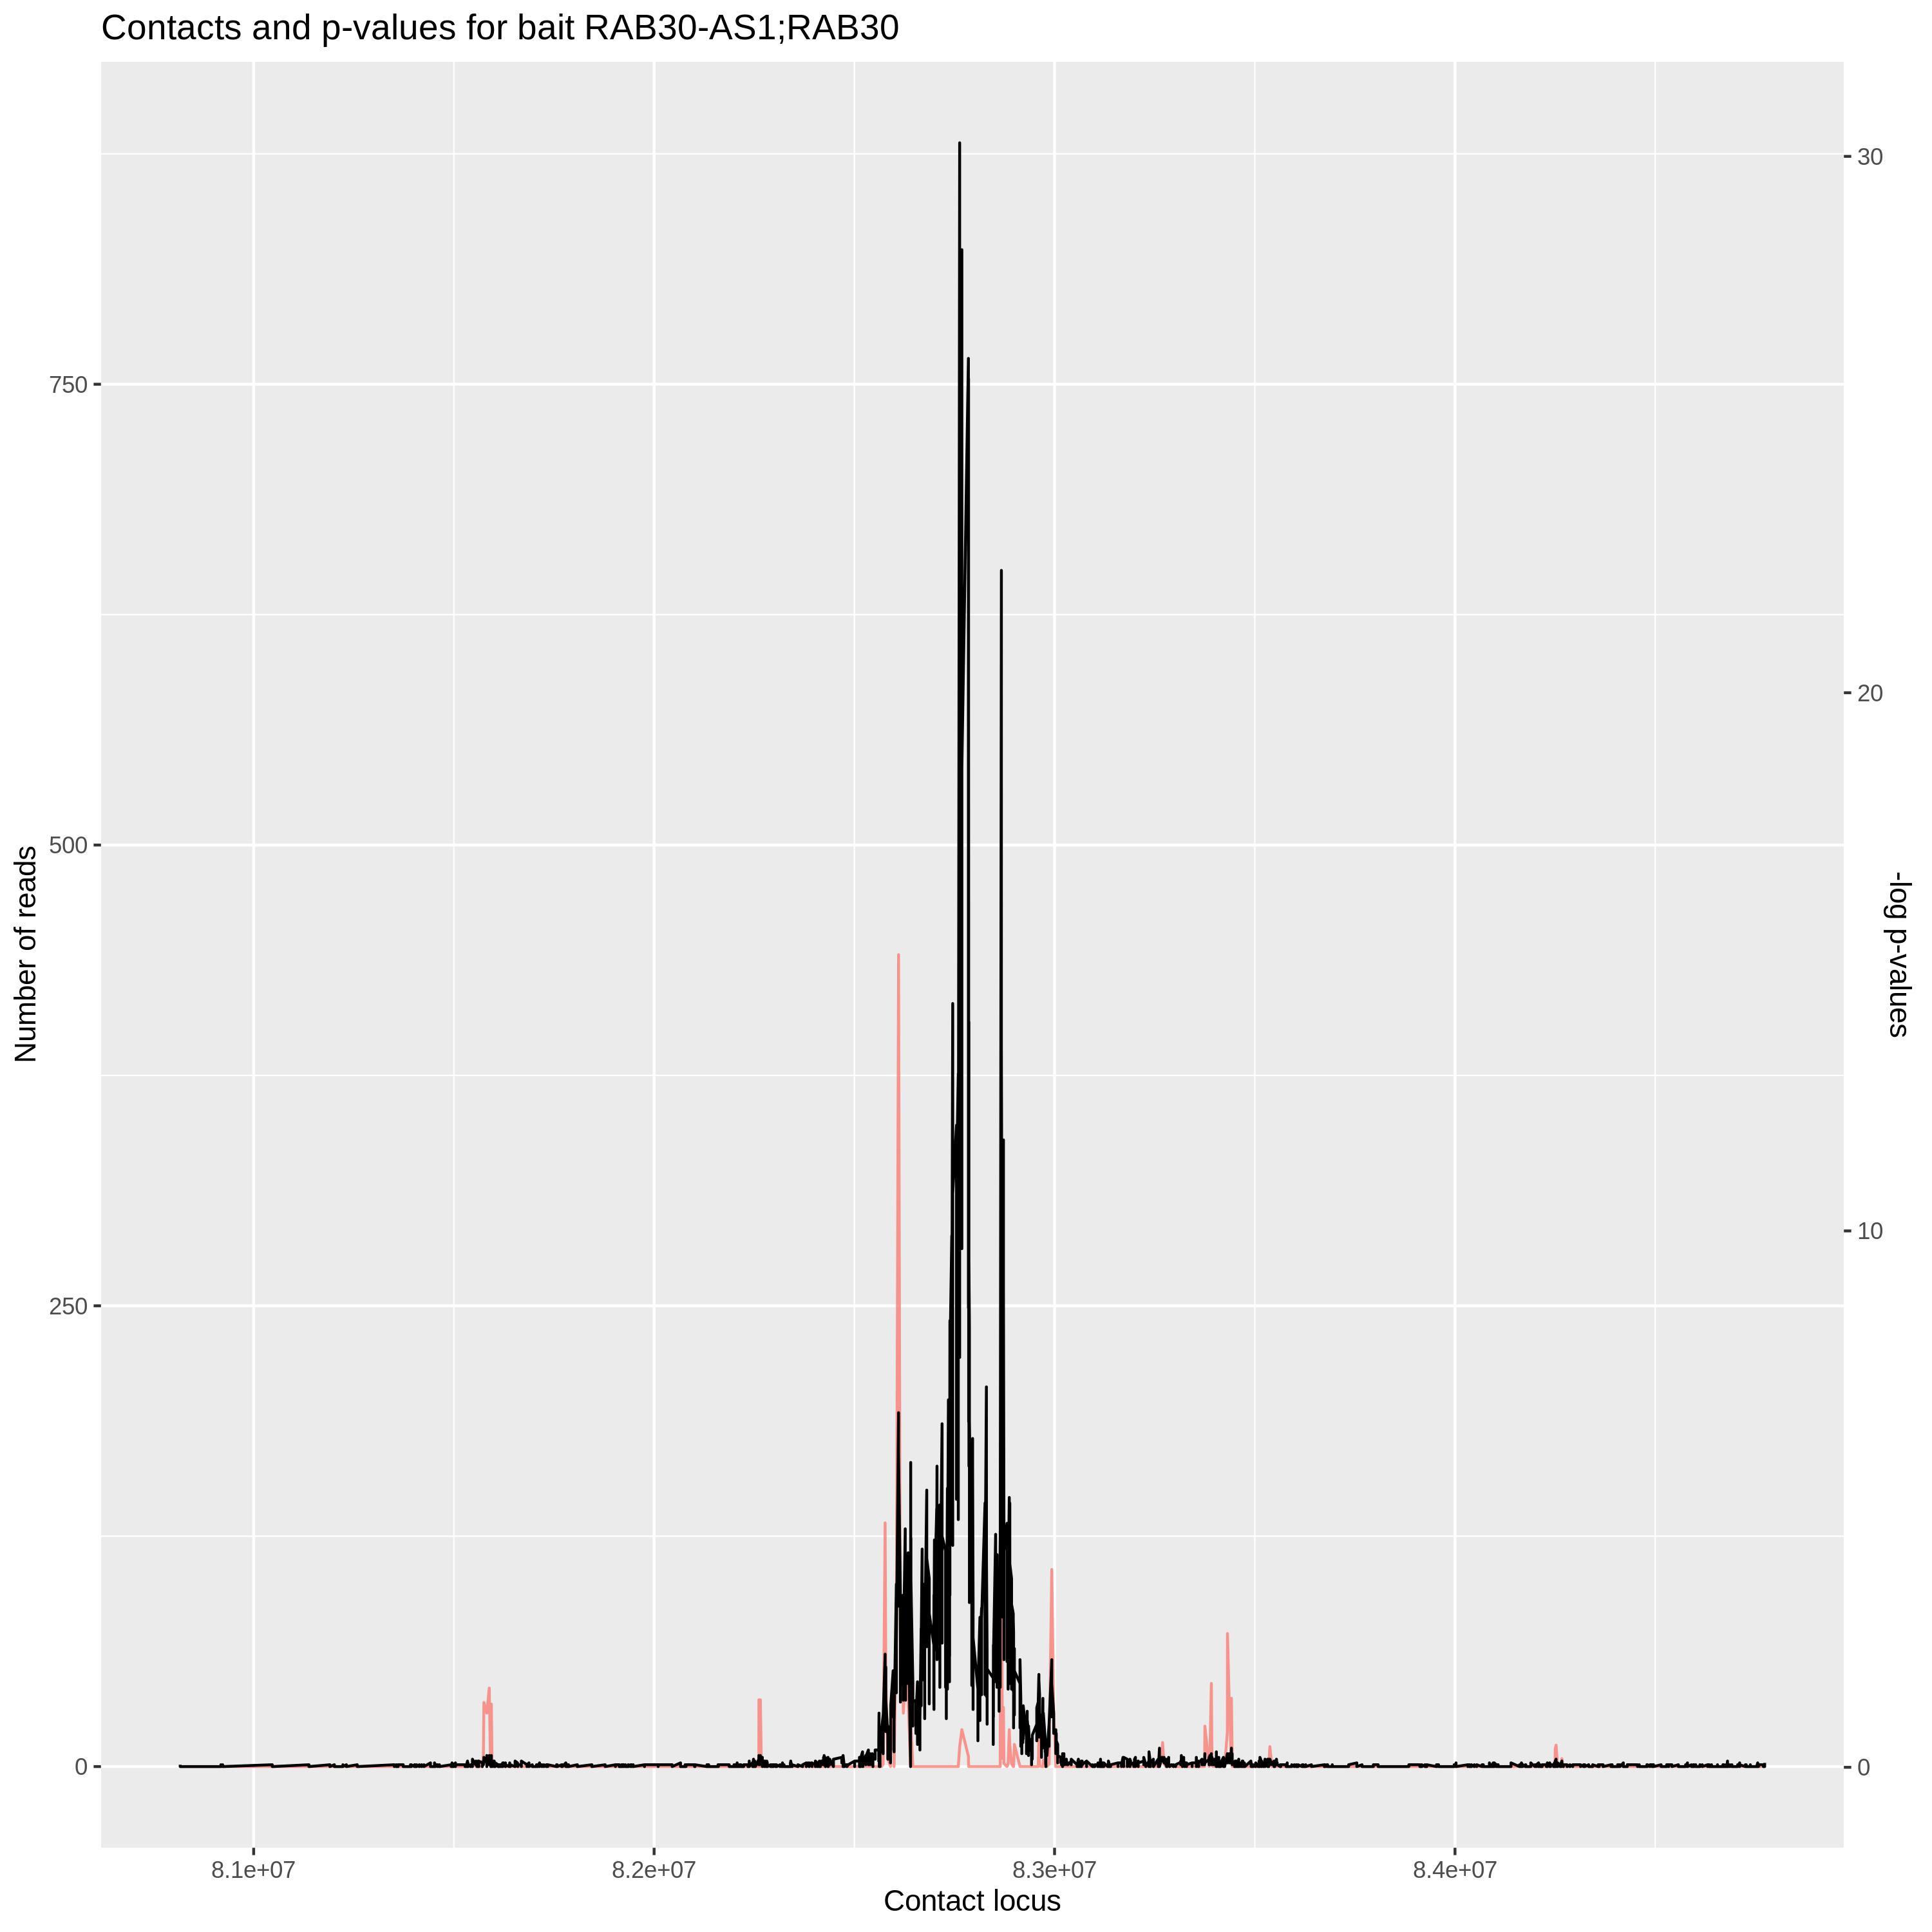 Contacts and p-values for bait RAB30-AS1;RAB30
Number of reads
750
500
250
0
30
20
10
0
-log p-values
8.1e+07 8.2e+07 8.3e+07 8.4e+07
Contact locus